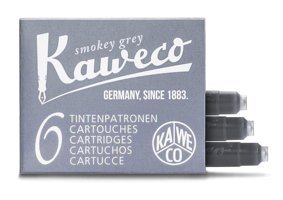 smokey grey
Kaweco
GERMANY, SINCE 1883.
6
TINTENPATRONEN
CARTOUCHES
CARTRIDGES
CARTUCHOS
CARTUCCE
KA WE
CO